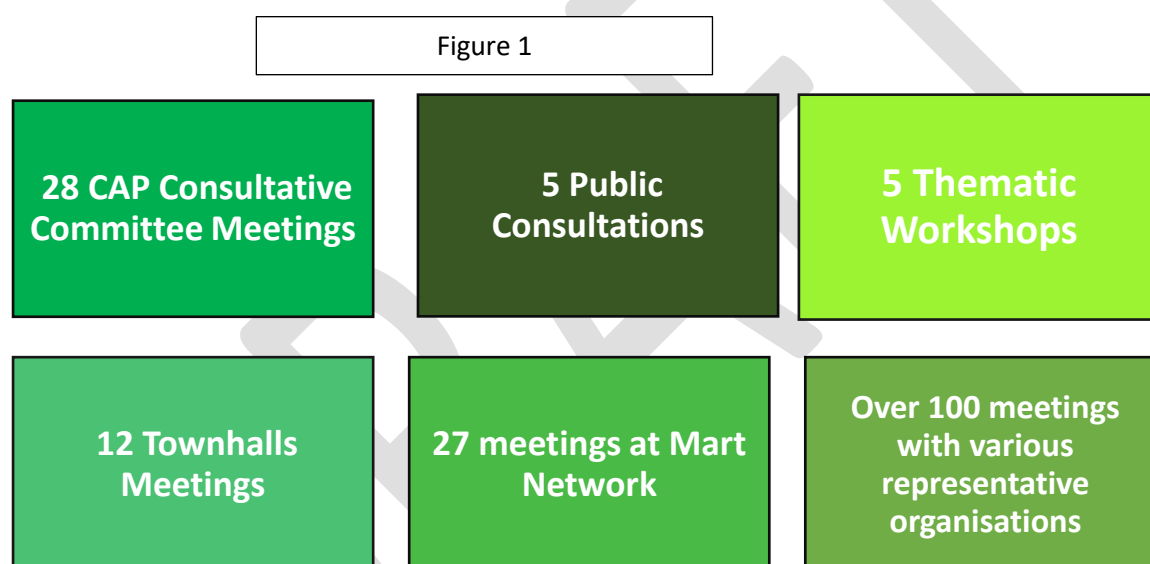 Figure 1
28 CAP Consultative
Committee Meetings
5 Public
Consultations
5 Thematic
Workshops
12 Townhalls
Meetings
27 meetings at Mart
Network
Over 100 meetings
with various
representative
organisations